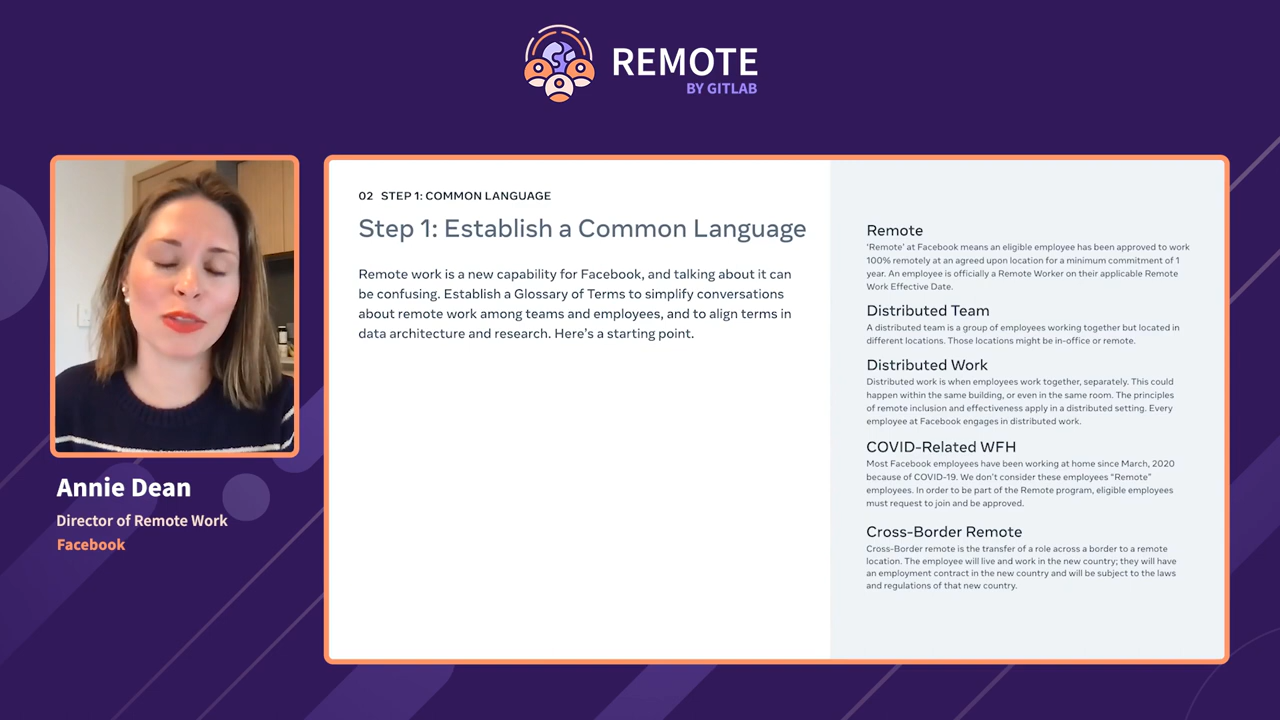 REMOTE
BY GITLAB
Annie Dean
Director of Remote Work
Facebook
02 STEP 1: COMMON LANGUAGE
Step 1: Establish a Common Language
Remote work is a new capability for Facebook, and talking about it can
be confusing. Establish a Glossary of Terms to simplify conversations
about remote work among teams and employees, and to align terms in
data architecture and research. Here's a starting point.
Remote
'Remote' at Facebook means an eligible employee has been approved to work
100% remotely at an agreed upon location for a minimum commitment of 1
year. An employee is officially a Remote Worker on their applicable Remote
Work Effective Date.
Distributed Team
A distributed team is a group of employees working together but located in
different locations. Those locations might be in-office or remote.
Distributed Work
Distributed work is when employees work together, separately. This could
happen within the same building, or even in the same room. The principles
of remote inclusion and effectiveness apply in a distributed setting. Every
employee at Facebook engages in distributed work.
COVID-Related WFH
Most Facebook employees have been working at home since March, 2020
because of COVID-19. We don't consider these employees "Remote"
employees. In order to be part of the Remote program, eligible employees
must request to join and be approved.
Cross-Border Remote
Cross-Border remote is the transfer of a role across a border to a remote
location. The employee will live and work in the new country; they will have
an employment contract in the new country and will be subject to the laws
and regulations of that new country.